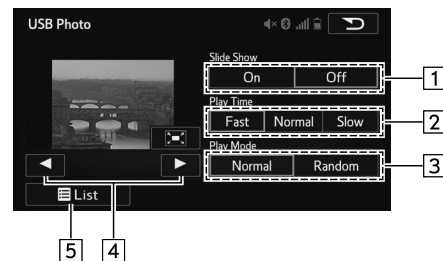 USB Photo
Slide Show
On Off
1
Play Time
Fast Normal Slow
2
Play Mode
Normal Random
3
List
5 4